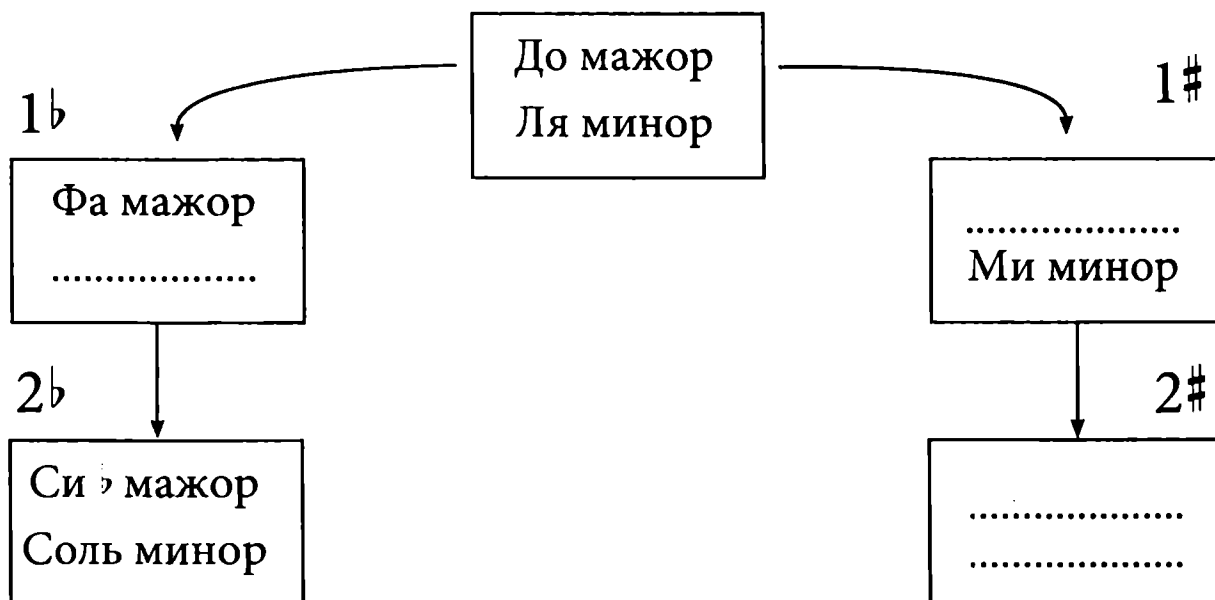 До мажор
Ля минор
1♭
1♯
Фа мажор
....................
....................
Ми минор
2♭
2♯
Си ♭ мажор
Соль минор
....................
....................